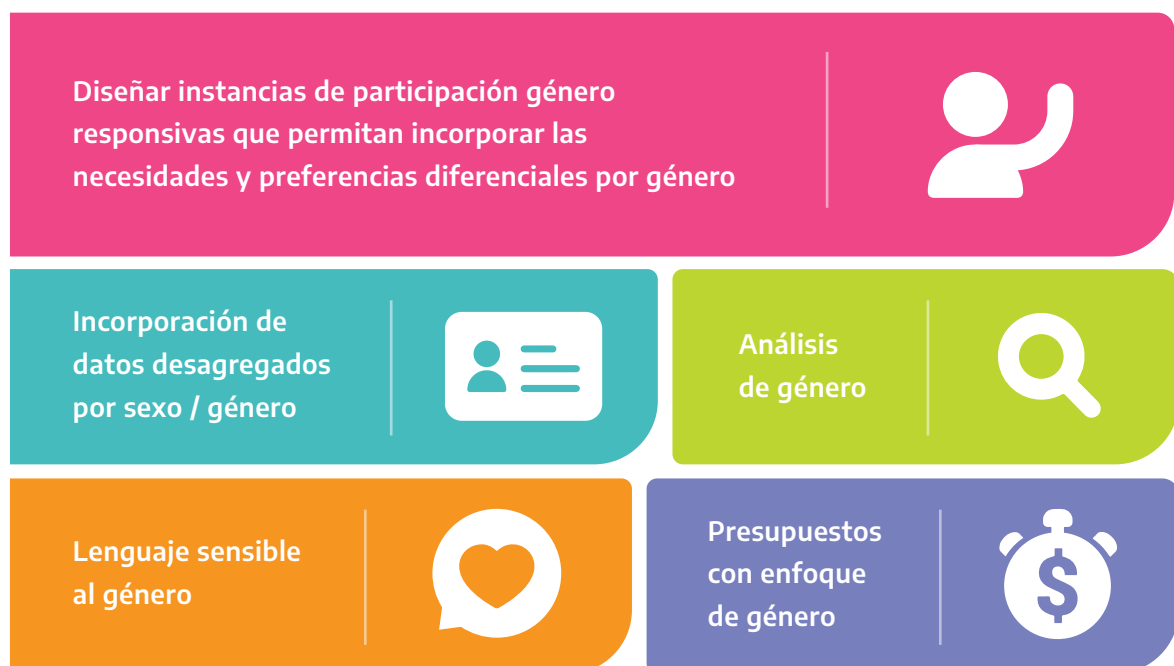 Diseñar instancias de participación género
responsivas que permitan incorporar las
necesidades y preferencias diferenciales por género
Incorporación de
datos desagregados
por sexo / género
Análisis
de género
Lenguaje sensible
al género
Presupuestos
con enfoque
de género
$